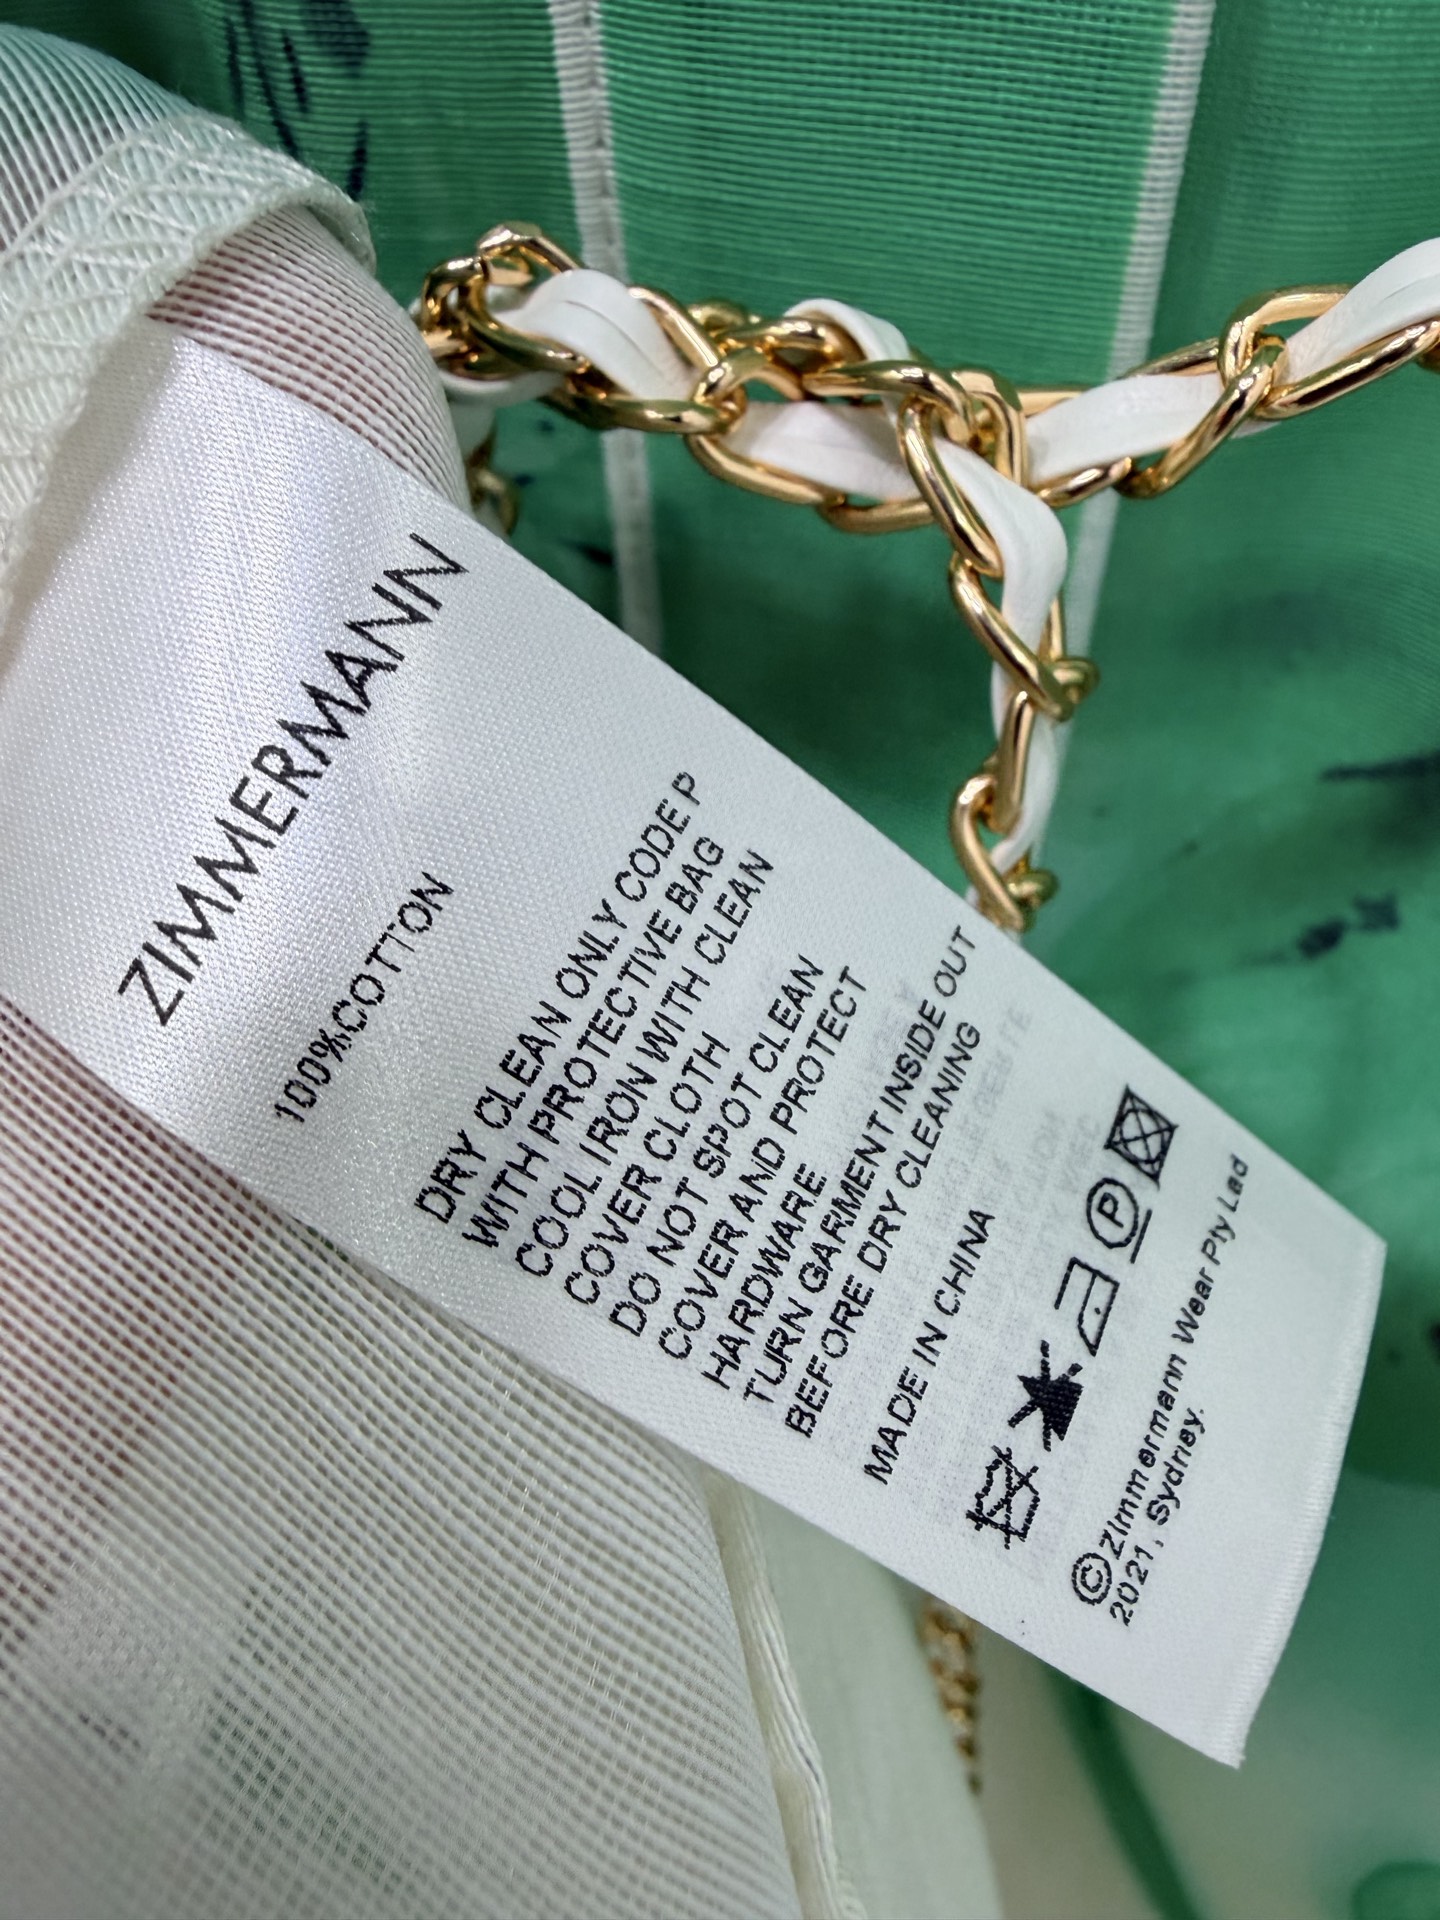 ZIMMERMANN
100%COTTON
DRY CLEAN ONLY CODE P
WITH PROTECTIVE BAG
COOL IRON WITH CLEAN
COVER CLOTH
DO NOT SPOT CLEAN
COVER AND PROTECT
HARDWARE
TURN GARMENT INSIDE OUT
BEFORE DRY CLEANING
MADE IN CHINA
P
©Zimmermann Wear Pty Lad
2021, Sydney.